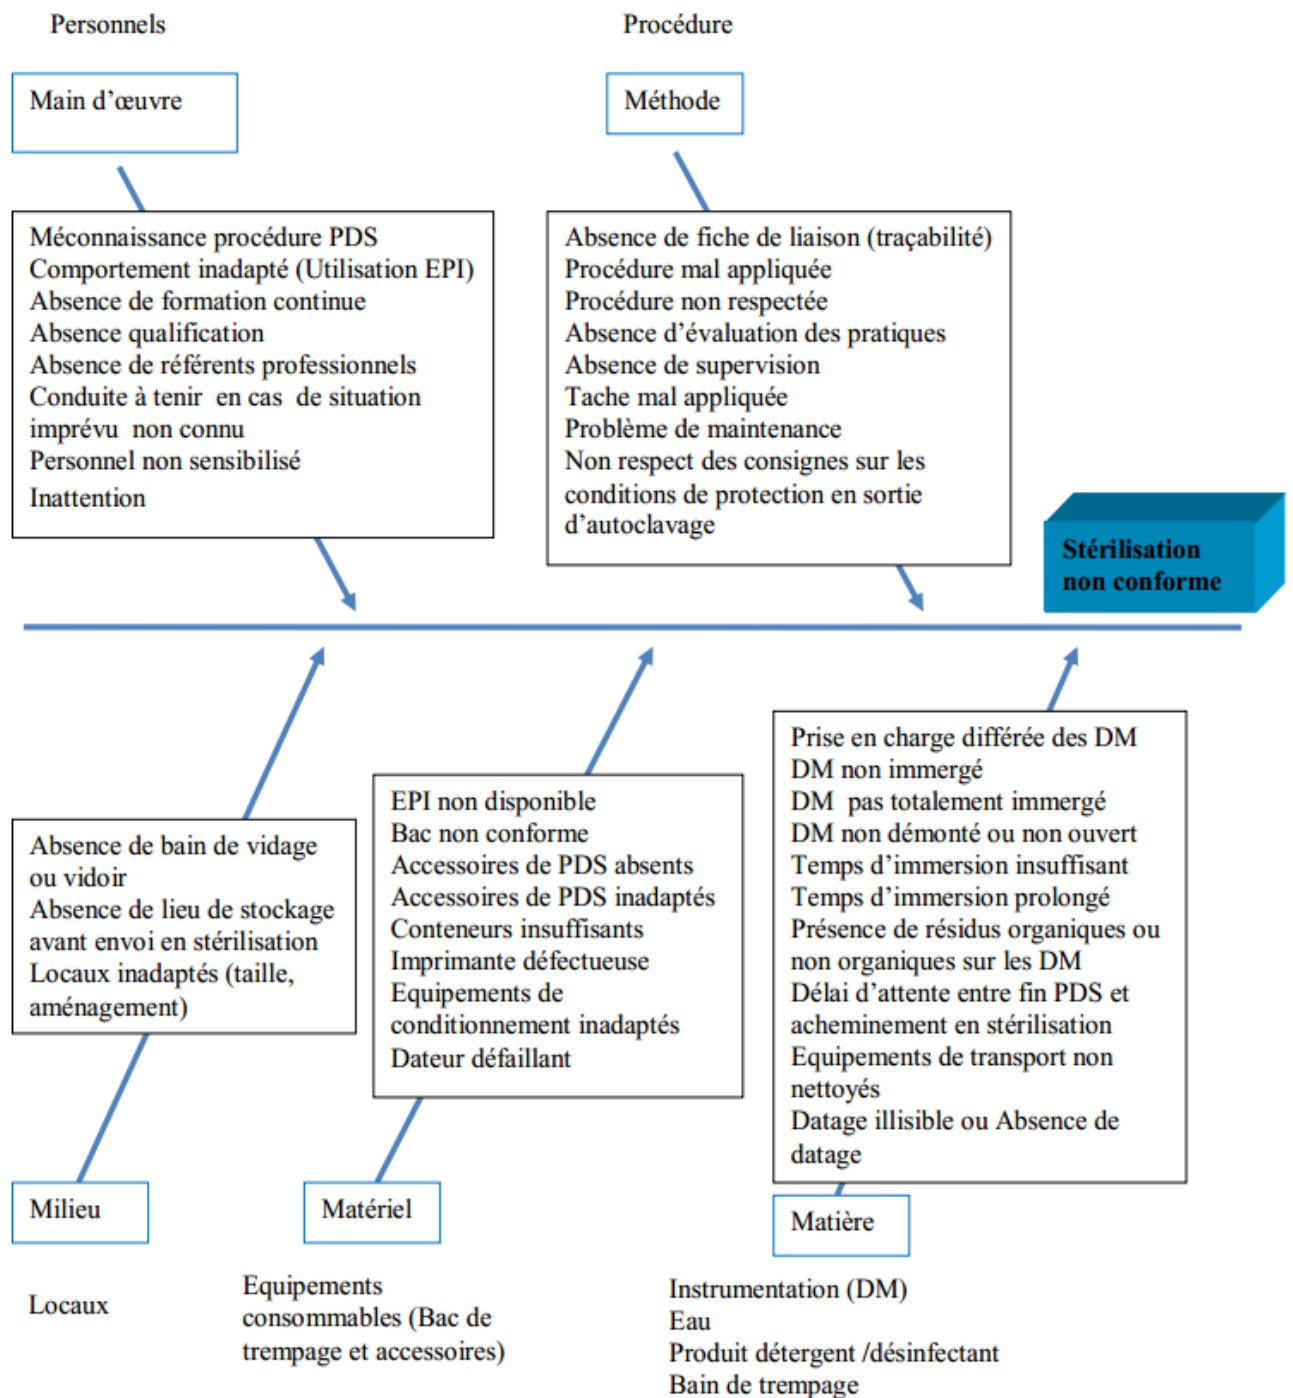 Personnels
Procédure
Main d’œuvre
Méthode
Méconnaissance procédure PDS
Comportement inadapté (Utilisation EPI)
Absence de formation continue
Absence qualification
Absence de référents professionnels
Conduite à tenir en cas de situation
imprévu non connu
Personnel non sensibilisé
Inattention
Absence de fiche de liaison (traçabilité)
Procédure mal appliquée
Procédure non respectée
Absence d’évaluation des pratiques
Absence de supervision
Tache mal appliquée
Problème de maintenance
Non respect des consignes sur les
conditions de protection en sortie
d’autoclavage
Stérilisation
non conforme
Absence de bain de vidage
ou vidoir
Absence de lieu de stockage
avant envoi en stérilisation
Locaux inadaptés (taille,
aménagement)
EPI non disponible
Bac non conforme
Accessoires de PDS absents
Accessoires de PDS inadaptés
Conteneurs insuffisants
Imprimante défectueuse
Equipements de
conditionnement inadaptés
Dateur défaillant
Prise en charge différée des DM
DM non immergé
DM pas totalement immergé
DM non démonté ou non ouvert
Temps d’immersion insuffisant
Temps d’immersion prolongé
Présence de résidus organiques ou
non organiques sur les DM
Délai d’attente entre fin PDS et
acheminement en stérilisation
Equipements de transport non
nettoyés
Datage illisible ou Absence de
datage
Milieu
Matériel
Matière
Locaux
Equipements
consommables (Bac de
trempage et accessoires)
Instrumentation (DM)
Eau
Produit détergent /désinfectant
Bain de trempage